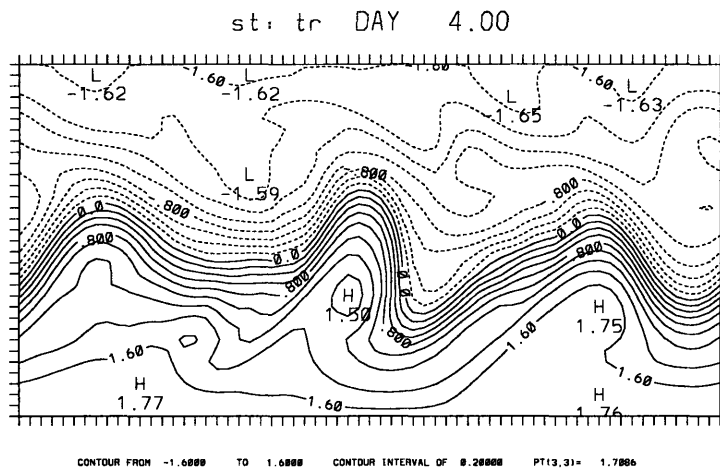 st: tr DAY 4.00
-1.60 -1.60 -1.60
L L L L
-1.62 -1.62 -1.65 -1.63
L
-1.59
.800 .800 .800
0.0 0.0 0.0 0.0
.800 .800 .800 .800
H H
1.50 1.75
1.60 1.60 1.60 1.60
H H
1.77 1.76
CONTOUR FROM -1.6000 TO 1.6000 CONTOUR INTERVAL OF 0.20000 PT(3,3)= 1.7086